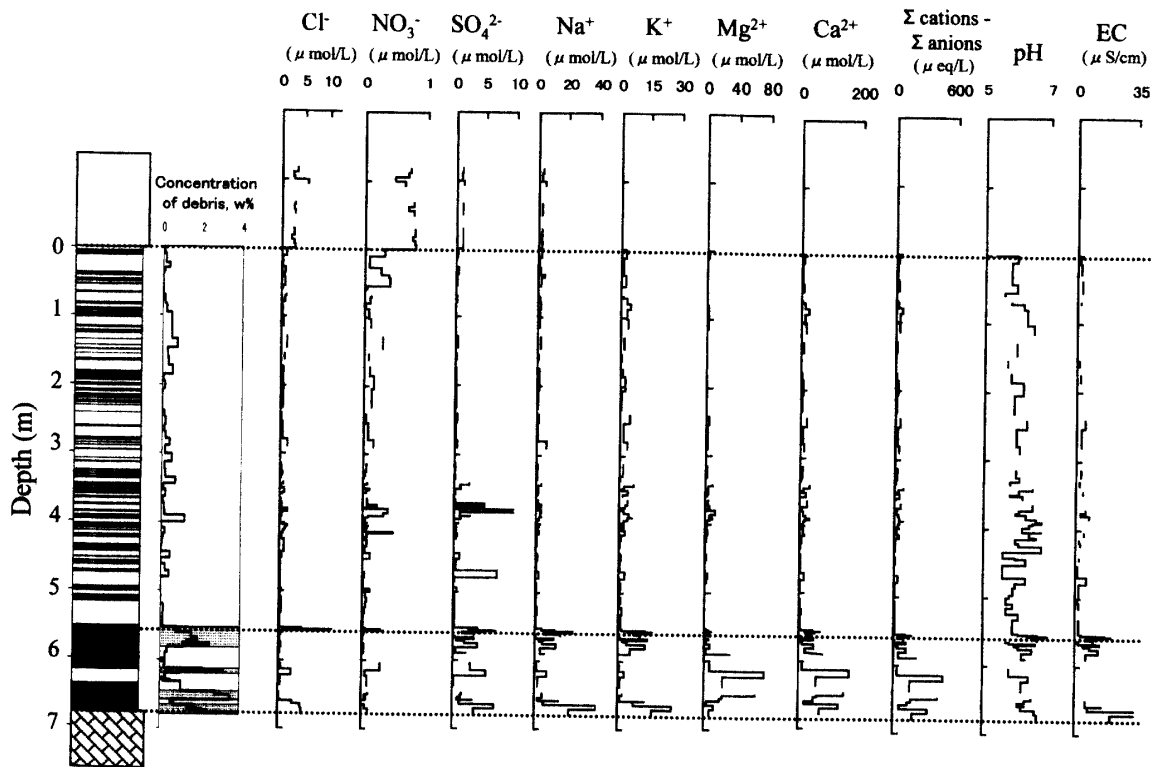 Cl⁻ NO₃⁻ SO₄²⁻ Na⁺ K⁺ Mg²⁺ Ca²⁺ Σ cations - Σ anions pH EC
(μ mol/L) (μ mol/L) (μ mol/L) (μ mol/L) (μ mol/L) (μ mol/L) (μ mol/L) (μ eq/L) (μ S/cm)
0 5 10 0 1 0 5 10 0 20 40 0 15 30 0 40 80 0 200 0 600 5 7 0 35
Concentration
of debris, w%
0 2 4
Depth (m)
0
1
2
3
4
5
6
7